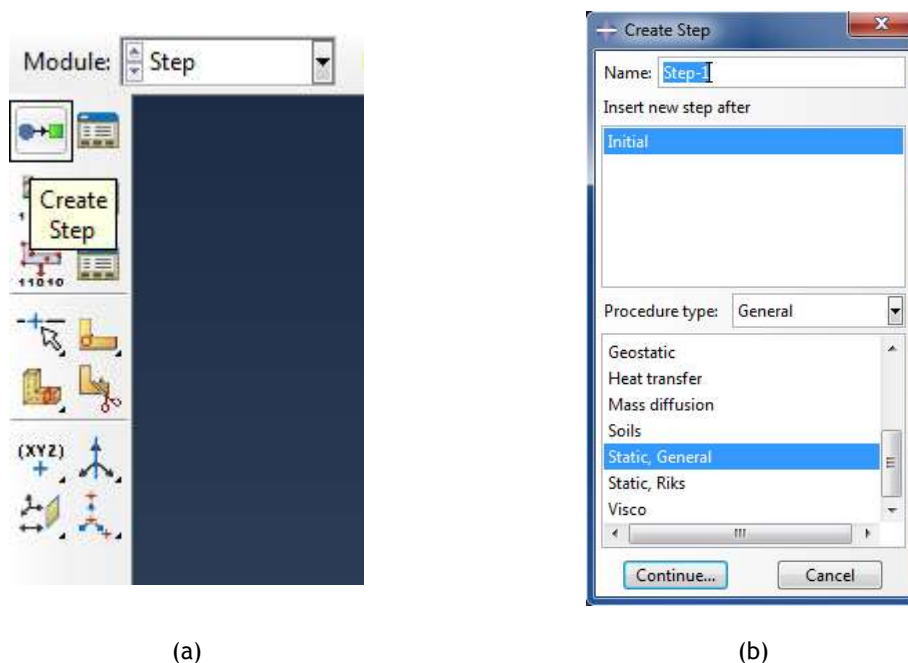 Module: Step
Create
Step
11010
(XYZ)
(a)
Create Step
Name: Step-1
Insert new step after
Initial
Procedure type: General
Geostatic
Heat transfer
Mass diffusion
Soils
Static, General
Static, Riks
Visco
Continue... Cancel
(b)